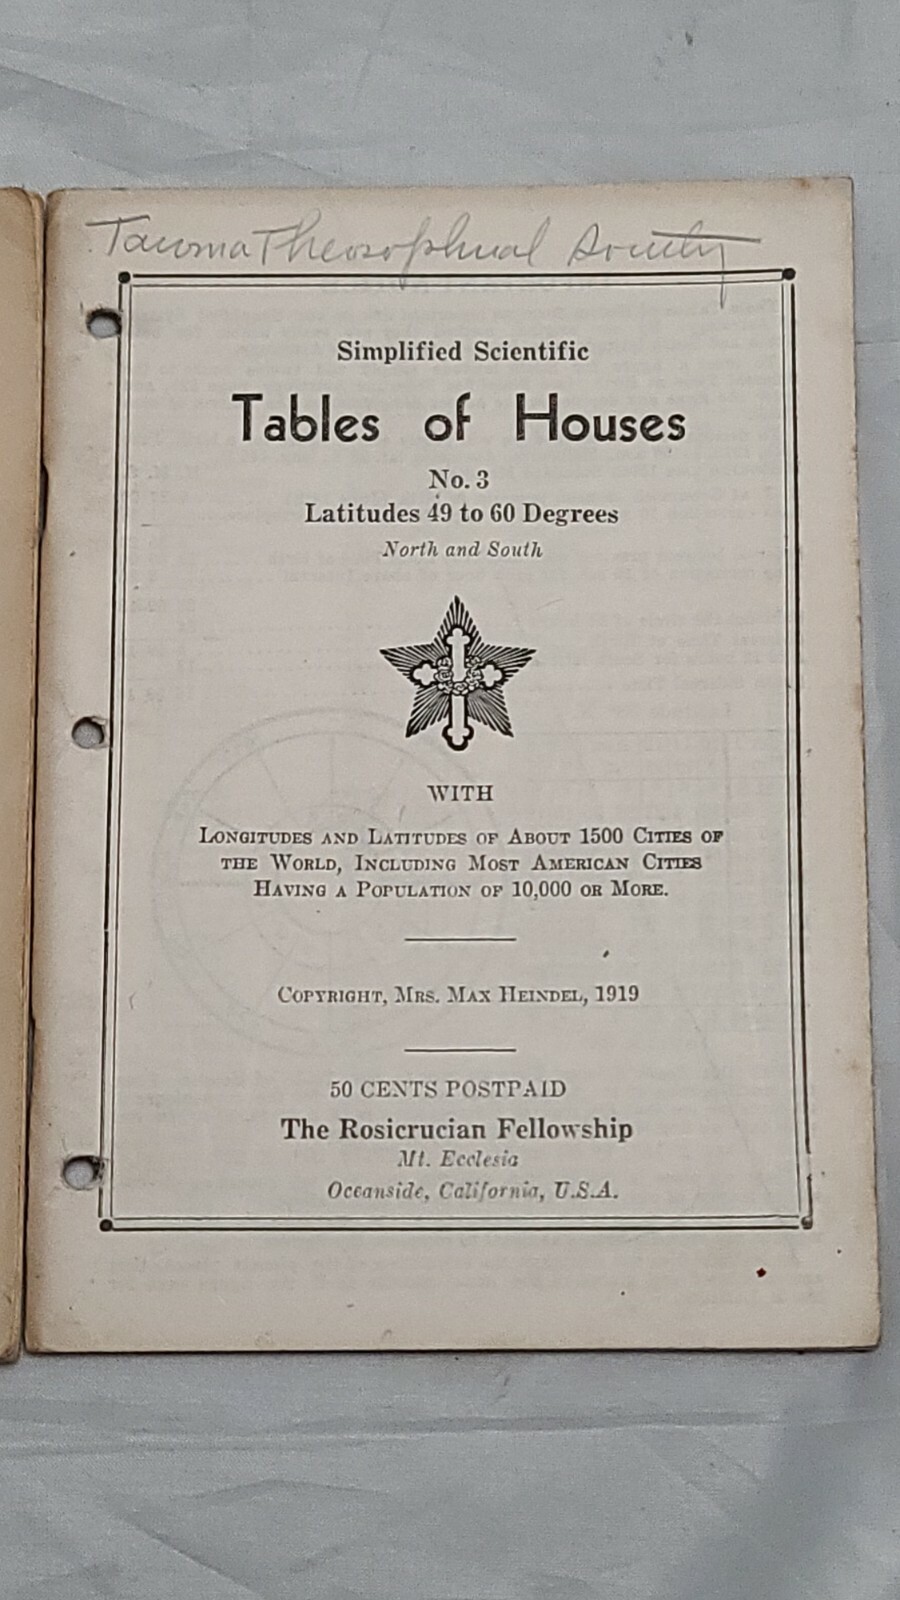 Tacoma Theosophical Society
Simplified Scientific
Tables of Houses
No. 3
Latitudes 49 to 60 Degrees
North and South
WITH
LONGITUDES AND LATITUDES OF ABOUT 1500 CITIES OF
THE WORLD, INCLUDING MOST AMERICAN CITIES
HAVING A POPULATION OF 10,000 OR MORE.
COPYRIGHT, MRS. MAX HEINDEL, 1919
50 CENTS POSTPAID
The Rosicrucian Fellowship
Mt. Ecclesia
Oceanside, California, U.S.A.